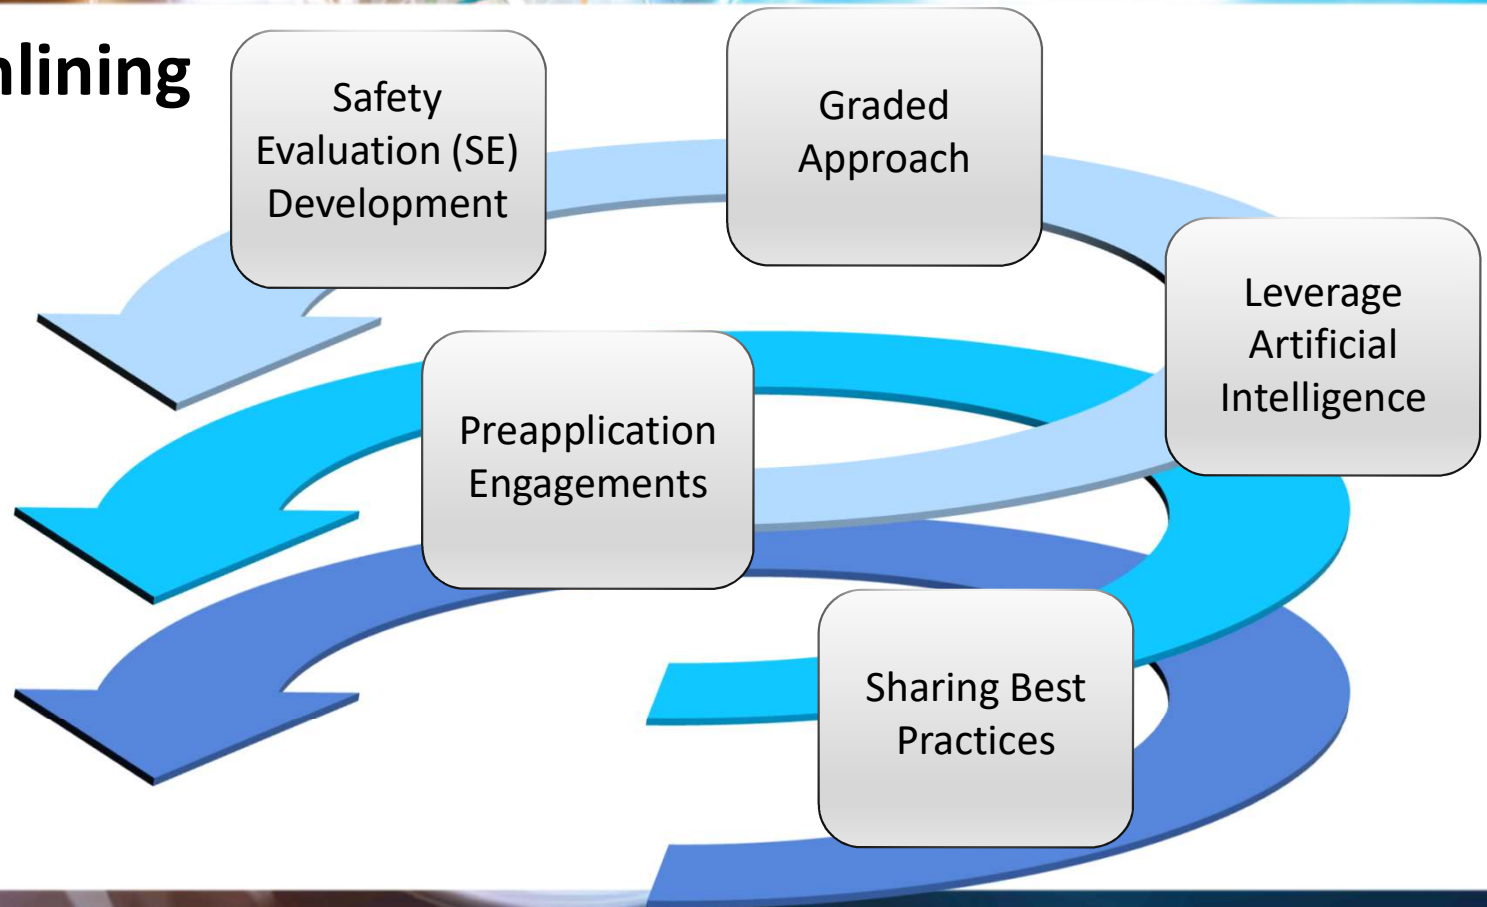 nlining
Safety
Evaluation (SE)
Development
Graded
Approach
Leverage
Artificial
Intelligence
Preapplication
Engagements
Sharing Best
Practices